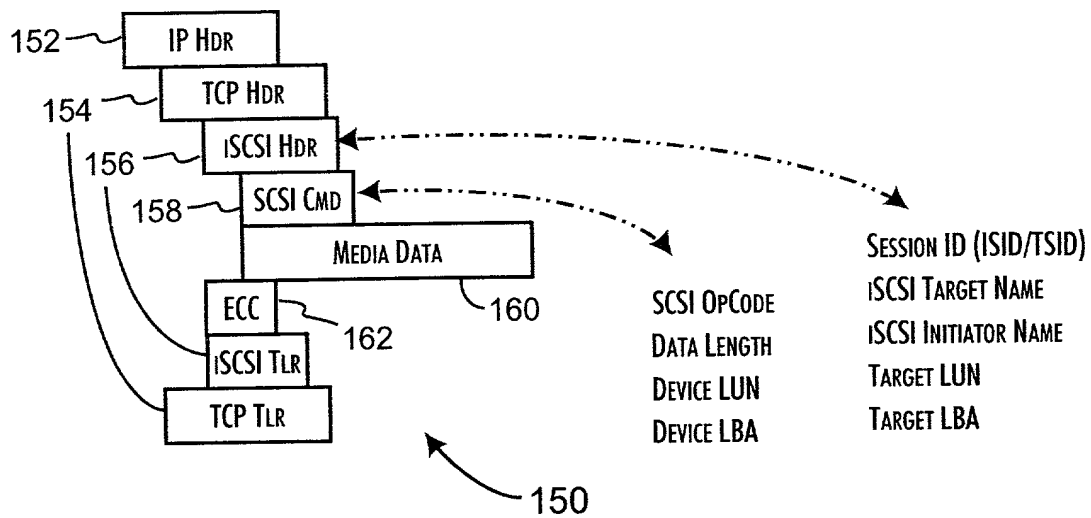 152
IP HDR
154
TCP HDR
156
iSCSI HDR
158
SCSI CMD
MEDIA DATA
160
ECC
162
iSCSI TLR
TCP TLR
150
SCSI OPCODE
DATA LENGTH
DEVICE LUN
DEVICE LBA
SESSION ID (ISID/TSID)
iSCSI TARGET NAME
iSCSI INITIATOR NAME
TARGET LUN
TARGET LBA